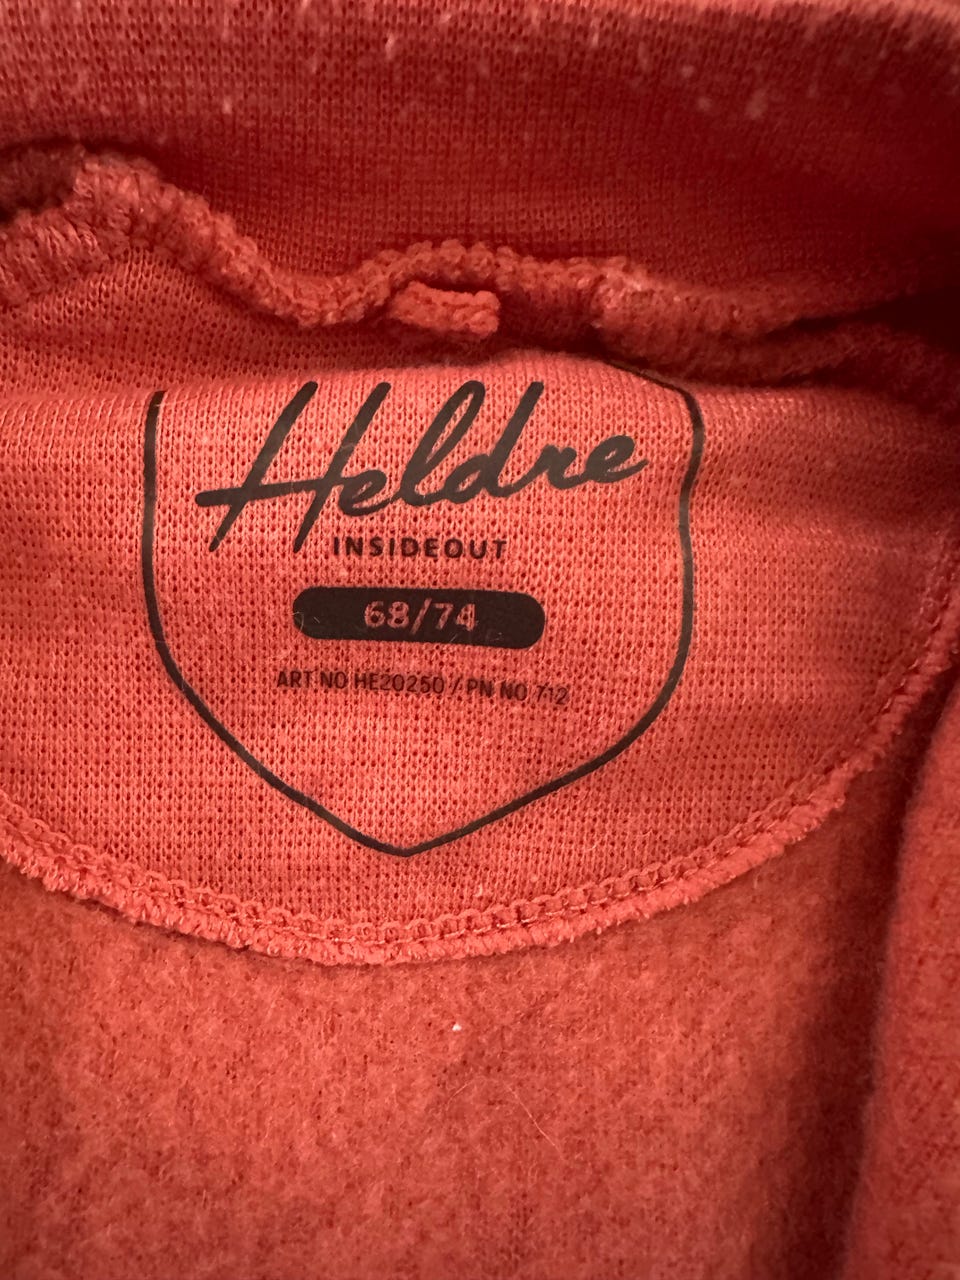 Heldre
INSIDEOUT
68/74
ART NO HE20250 / PN NO 712